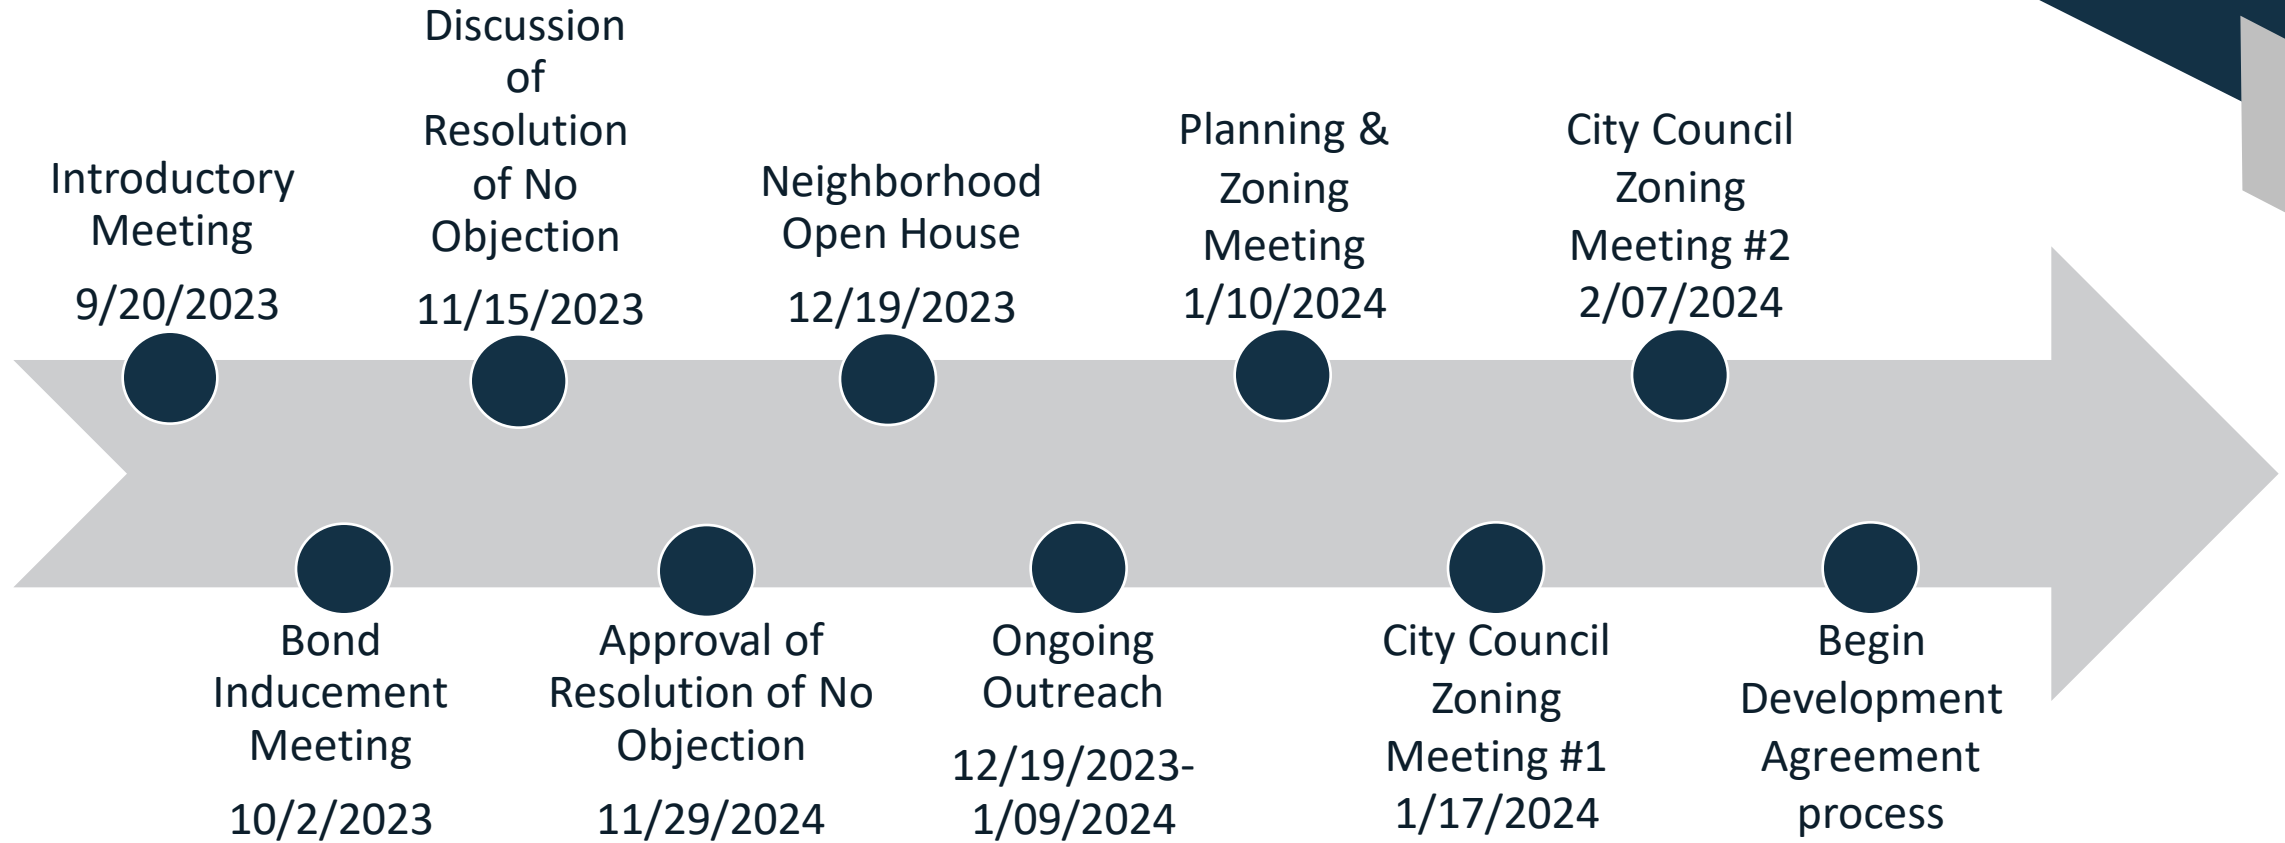 Introductory
Meeting
9/20/2023
Bond
Inducement
Meeting
10/2/2023
Discussion
of
Resolution
of No
Objection
11/15/2023
Approval of
Resolution of No
Objection
11/29/2024
Neighborhood
Open House
12/19/2023
Ongoing
Outreach
12/19/2023-
1/09/2024
Planning &
Zoning
Meeting
1/10/2024
City Council
Zoning
Meeting #1
1/17/2024
City Council
Zoning
Meeting #2
2/07/2024
Begin
Development
Agreement
process